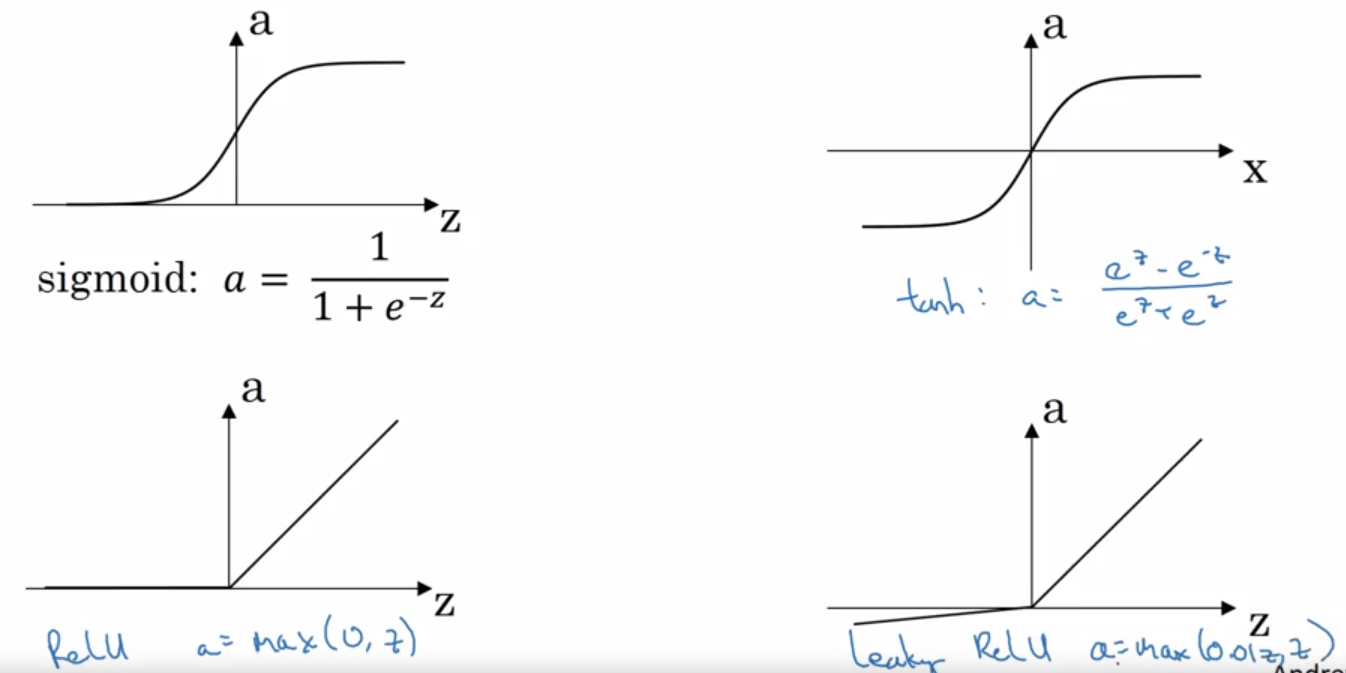 a
z
sigmoid: a = 1 / (1 + e^−z)
a
x
tanh: a = (e^z - e^-z) / (e^z + e^z)
a
z
ReLU a = max(0, z)
a
z
Leaky ReLU a = max(0.01z, z)